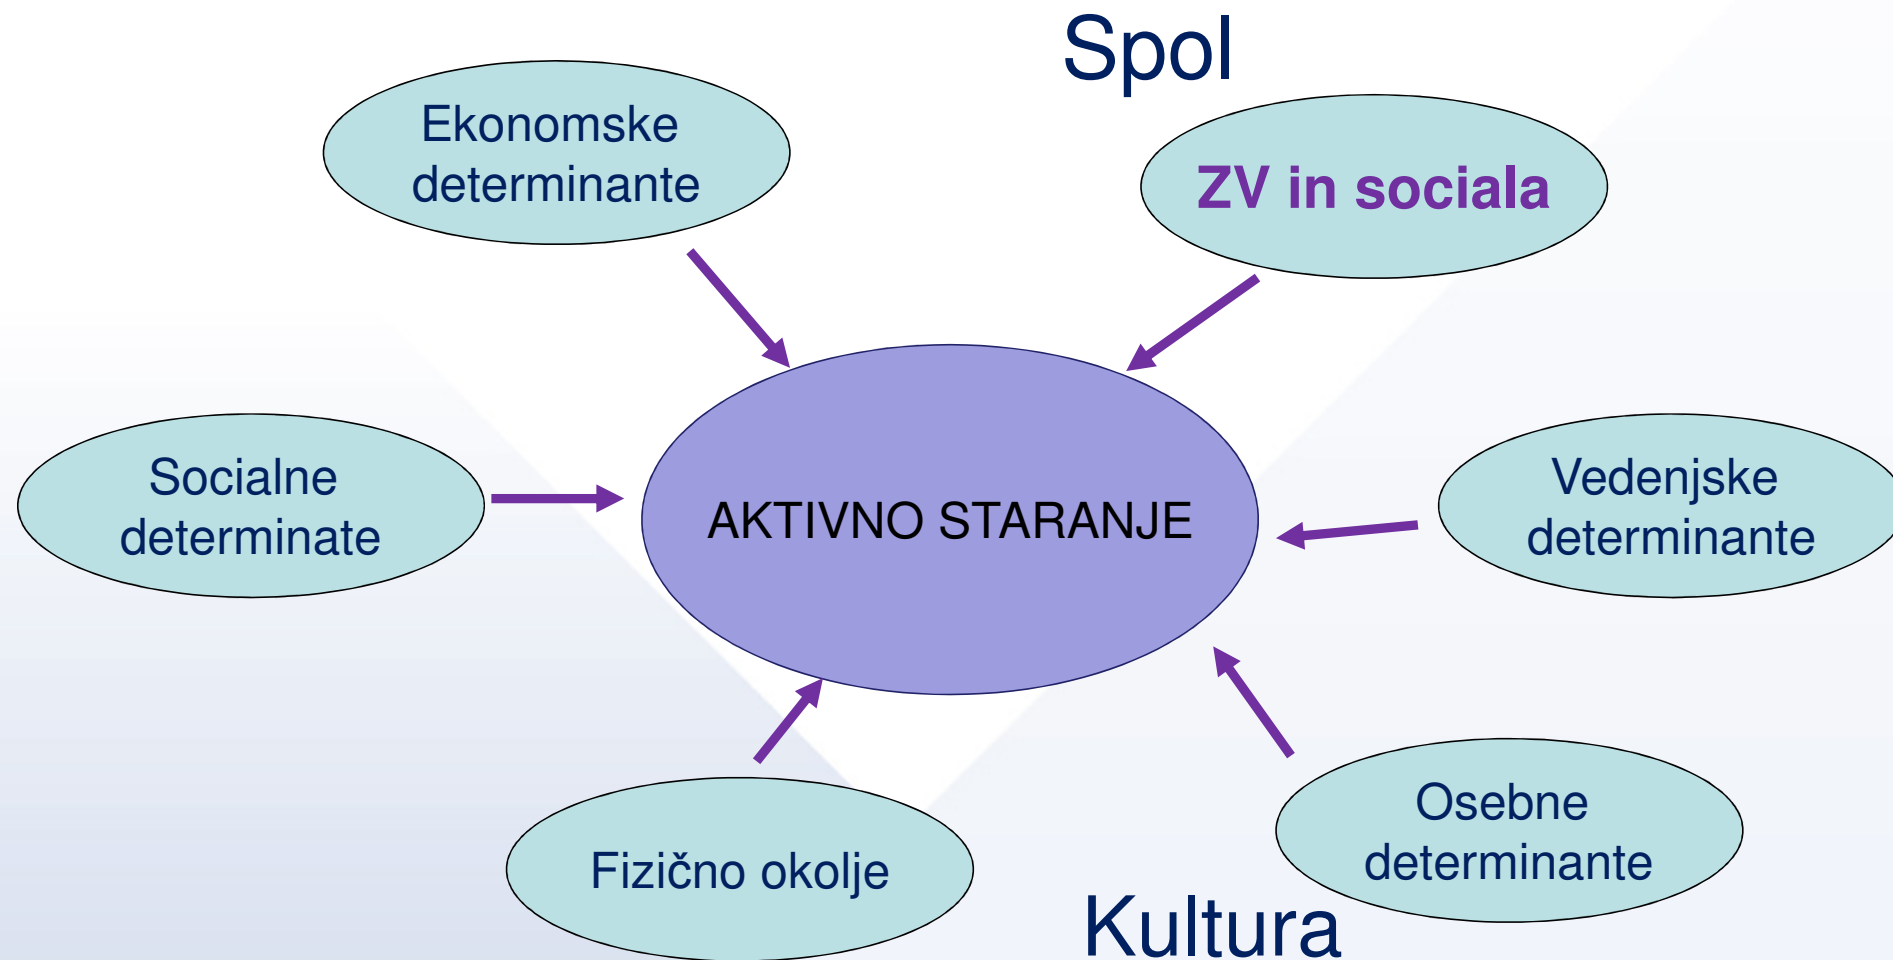 Spol
Ekonomske
determinante
ZV in sociala
Socialne
determinate
AKTIVNO STARANJE
Vedenjske
determinante
Fizično okolje
Osebne
determinante
Kultura